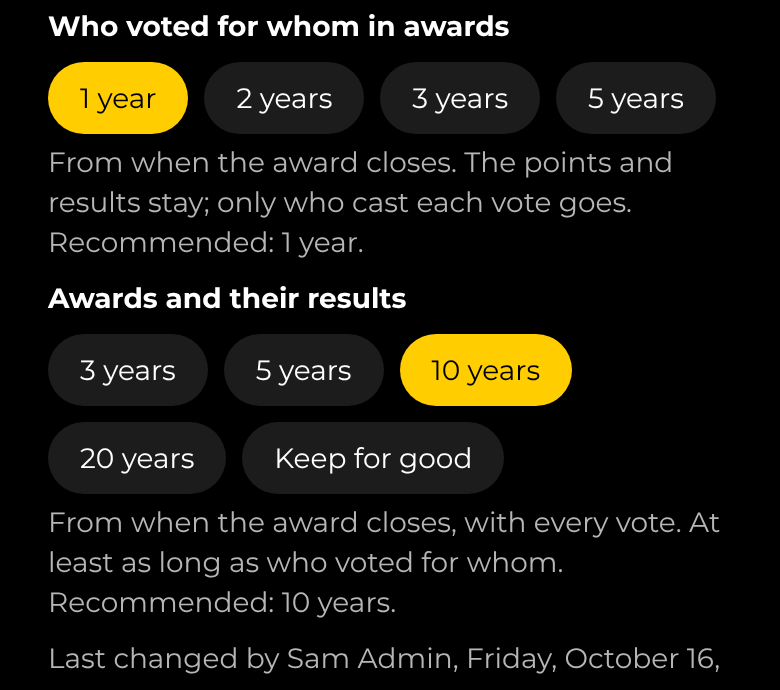 Who voted for whom in awards
1 year 2 years 3 years 5 years
From when the award closes. The points and
results stay; only who cast each vote goes.
Recommended: 1 year.
Awards and their results
3 years 5 years 10 years
20 years Keep for good
From when the award closes, with every vote. At
least as long as who voted for whom.
Recommended: 10 years.
Last changed by Sam Admin, Friday, October 16,